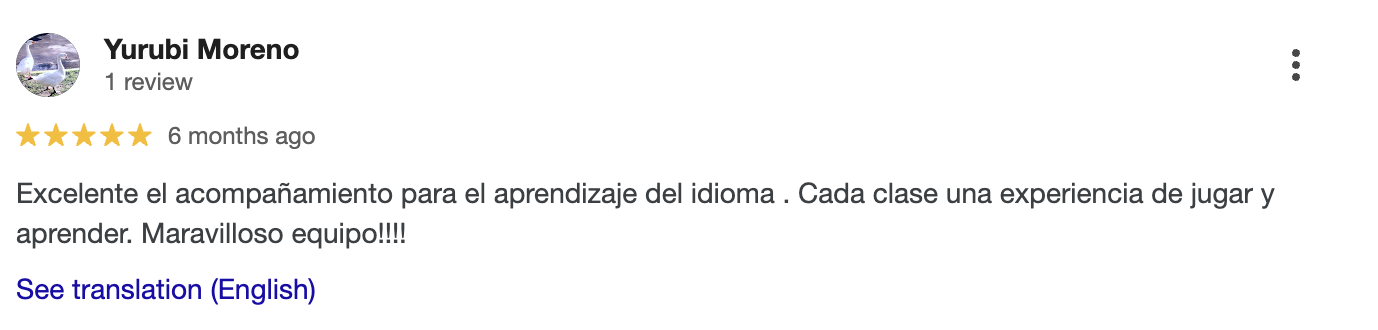 Yurubi Moreno
1 review
6 months ago
Excelente el acompañamiento para el aprendizaje del idioma . Cada clase una experiencia de jugar y
aprender. Maravilloso equipo!!!!
See translation (English)